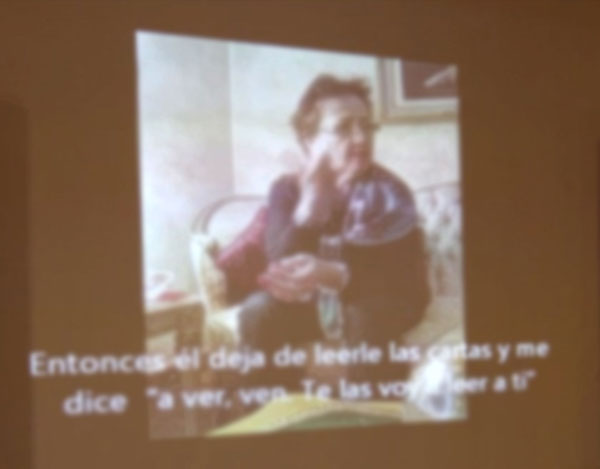 Entonces él deja de leerle las cartas y me
dice "a ver, ven. Te las voy a leer a ti"